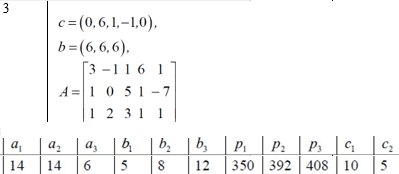 3
c = (0, 6, 1, -1, 0),
b = (6, 6, 6),
A = [3 -1 1 6 1
1 0 5 1 -7
1 2 3 1 1]
a₁ a₂ a₃ b₁ b₂ b₃ p₁ p₂ p₃ c₁ c₂
14 14 6 5 8 12 350 392 408 10 5